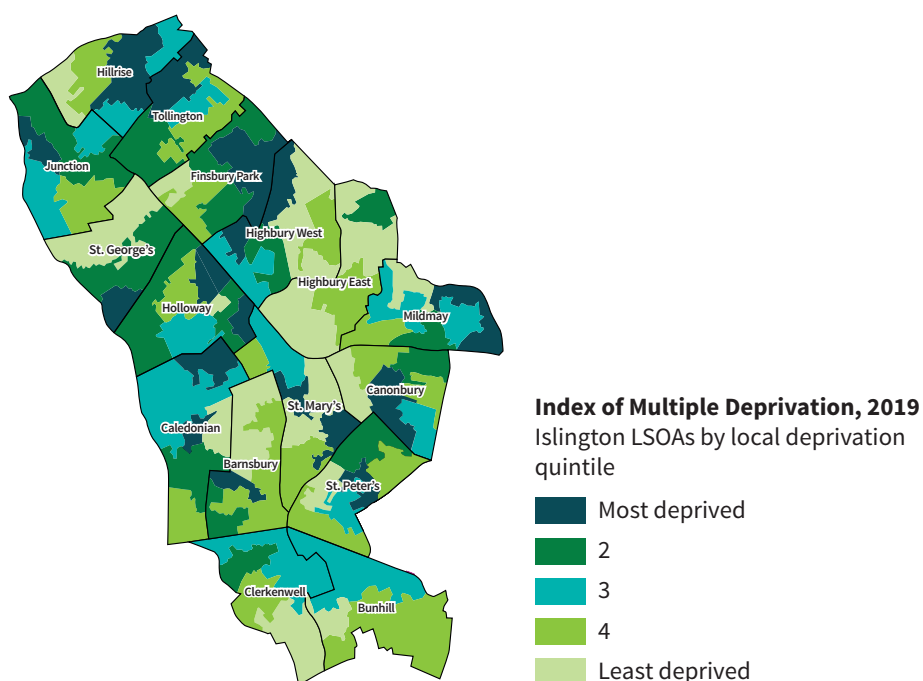 Hillrise
Tollington
Junction
Finsbury Park
Highbury West
St. George's
Highbury East
Holloway
Mildmay
Canonbury
St. Mary's
Caledonian
Barnsbury
St. Peter's
Clerkenwell
Bunhill
Index of Multiple Deprivation, 2019
Islington LSOAs by local deprivation
quintile
Most deprived
2
3
4
Least deprived